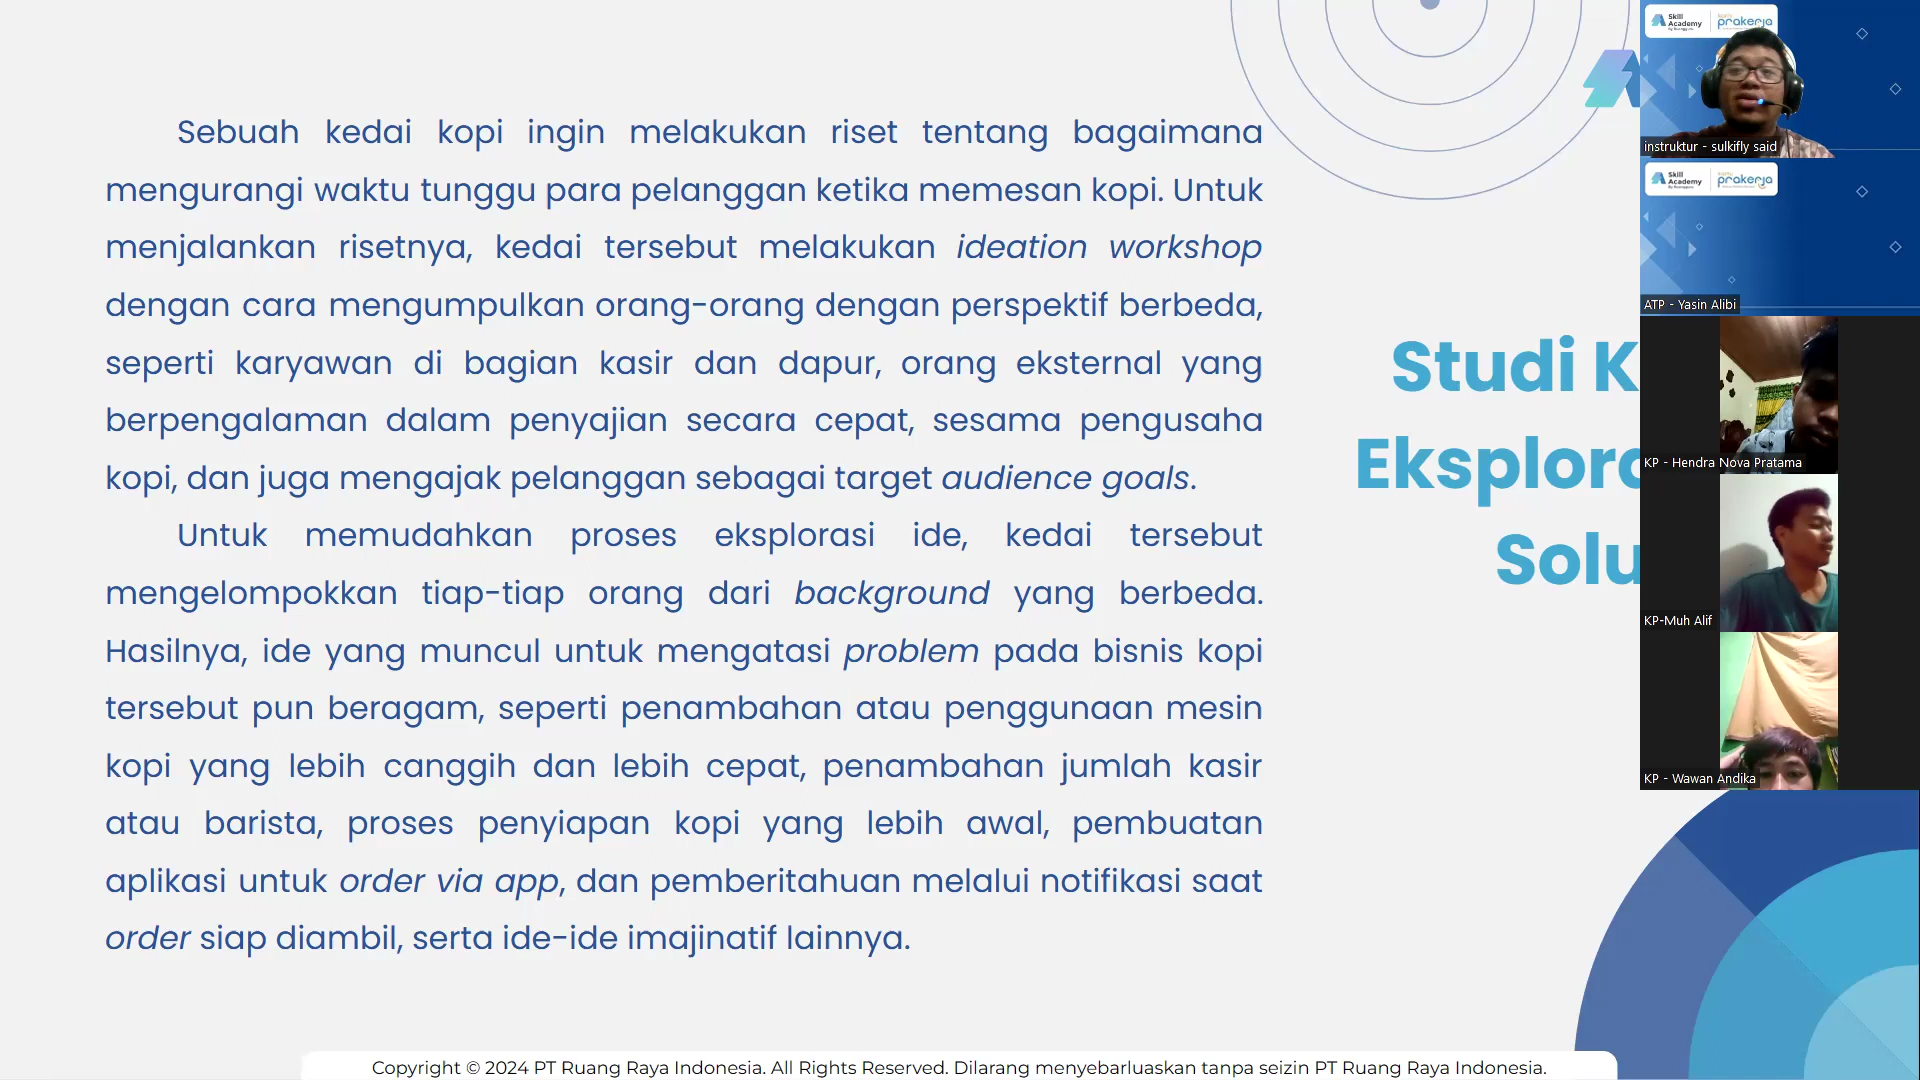 Sebuah kedai kopi ingin melakukan riset tentang bagaimana
mengurangi waktu tunggu para pelanggan ketika memesan kopi. Untuk
menjalankan risetnya, kedai tersebut melakukan ideation workshop
dengan cara mengumpulkan orang-orang dengan perspektif berbeda,
seperti karyawan di bagian kasir dan dapur, orang eksternal yang
berpengalaman dalam penyajian secara cepat, sesama pengusaha
kopi, dan juga mengajak pelanggan sebagai target audience goals.
Untuk memudahkan proses eksplorasi ide, kedai tersebut
mengelompokkan tiap-tiap orang dari background yang berbeda.
Hasilnya, ide yang muncul untuk mengatasi problem pada bisnis kopi
tersebut pun beragam, seperti penambahan atau penggunaan mesin
kopi yang lebih canggih dan lebih cepat, penambahan jumlah kasir
atau barista, proses penyiapan kopi yang lebih awal, pembuatan
aplikasi untuk order via app, dan pemberitahuan melalui notifikasi saat
order siap diambil, serta ide-ide imajinatif lainnya.
Studi K
Eksplora
Solu
Skill
Academy
prakerja
instruktur - sulkifly said
Skill
Academy
prakerja
ATP - Yasin Alibi
KP - Hendra Nova Pratama
KP-Muh Alif
KP - Wawan Andika
Copyright © 2024 PT Ruang Raya Indonesia. All Rights Reserved. Dilarang menyebarluaskan tanpa seizin PT Ruang Raya Indonesia.